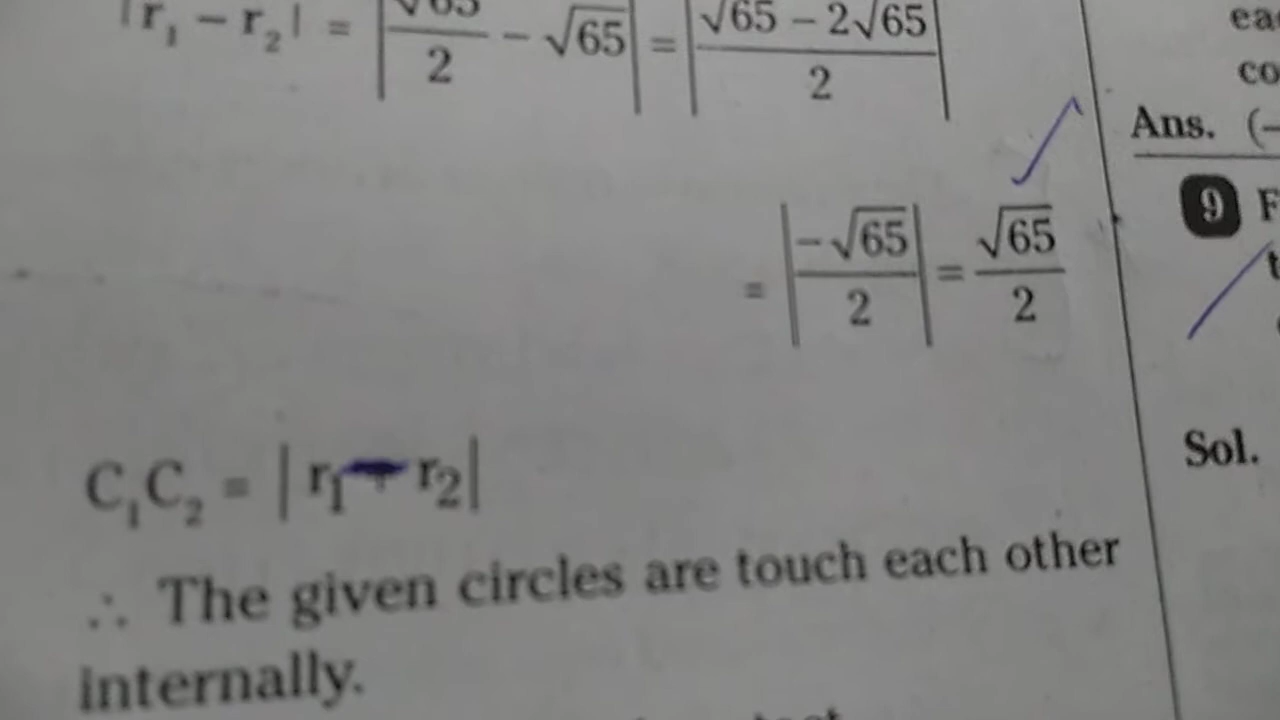 |r₁ − r₂| = |√65/2 − √65| = |(√65 − 2√65)/2|
= |−√65/2| = √65/2
C₁C₂ = |r₁ − r₂|
∴ The given circles are touch each other
internally.
Ans. (−
9
Sol.